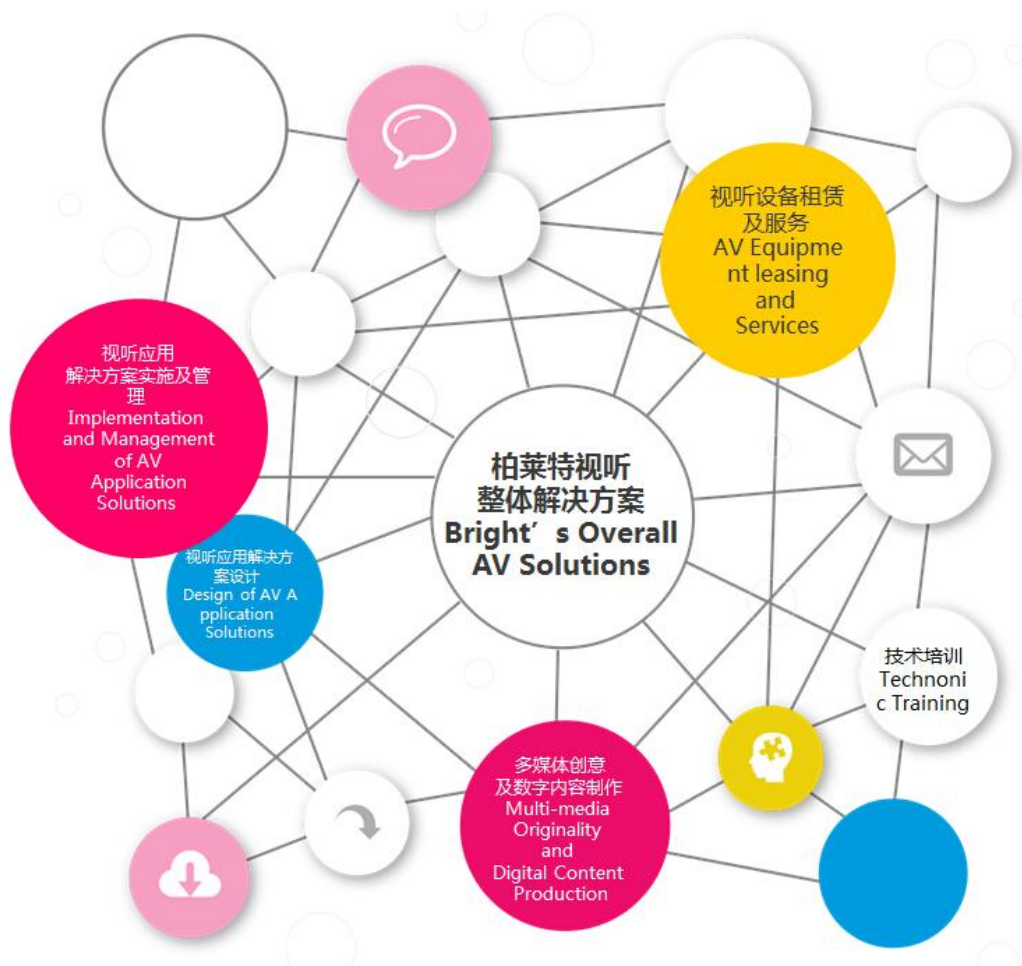 视听设备租赁
及服务
AV Equipme
nt leasing
and
Services
视听应用
解决方案实施及管
理
Implementation
and Management
of AV
Application
Solutions
柏莱特视听
整体解决方案
Bright’s Overall
AV Solutions
视听应用解决方
案设计
Design of AV A
pplication
Solutions
技术培训
Technoni
c Training
多媒体创意
及数字内容制作
Multi-media
Originality
and
Digital Content
Production